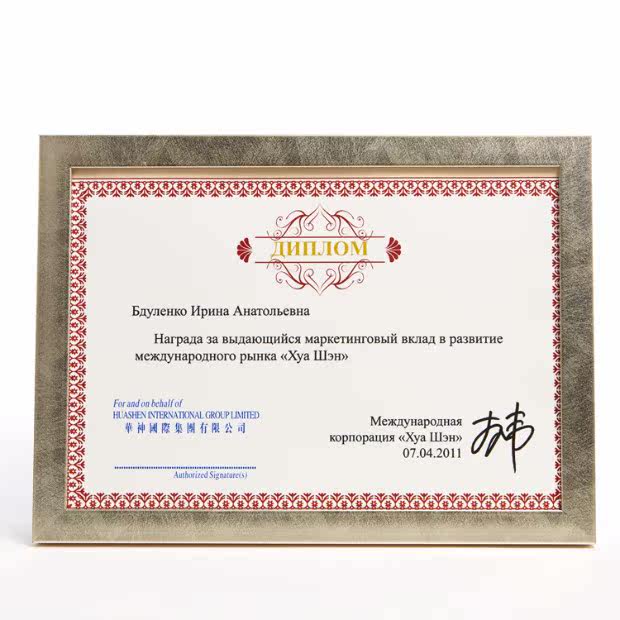 ДИПЛОМ
Бдуленко Ирина Анатольевна
Награда за выдающийся маркетинговый вклад в развитие
международного рынка «Хуа Шэн»
For and on behalf of
HUASHEN INTERNATIONAL GROUP LIMITED
華神國際集團有限公司
Authorized Signature(s)
Международная
корпорация «Хуа Шэн»
07.04.2011